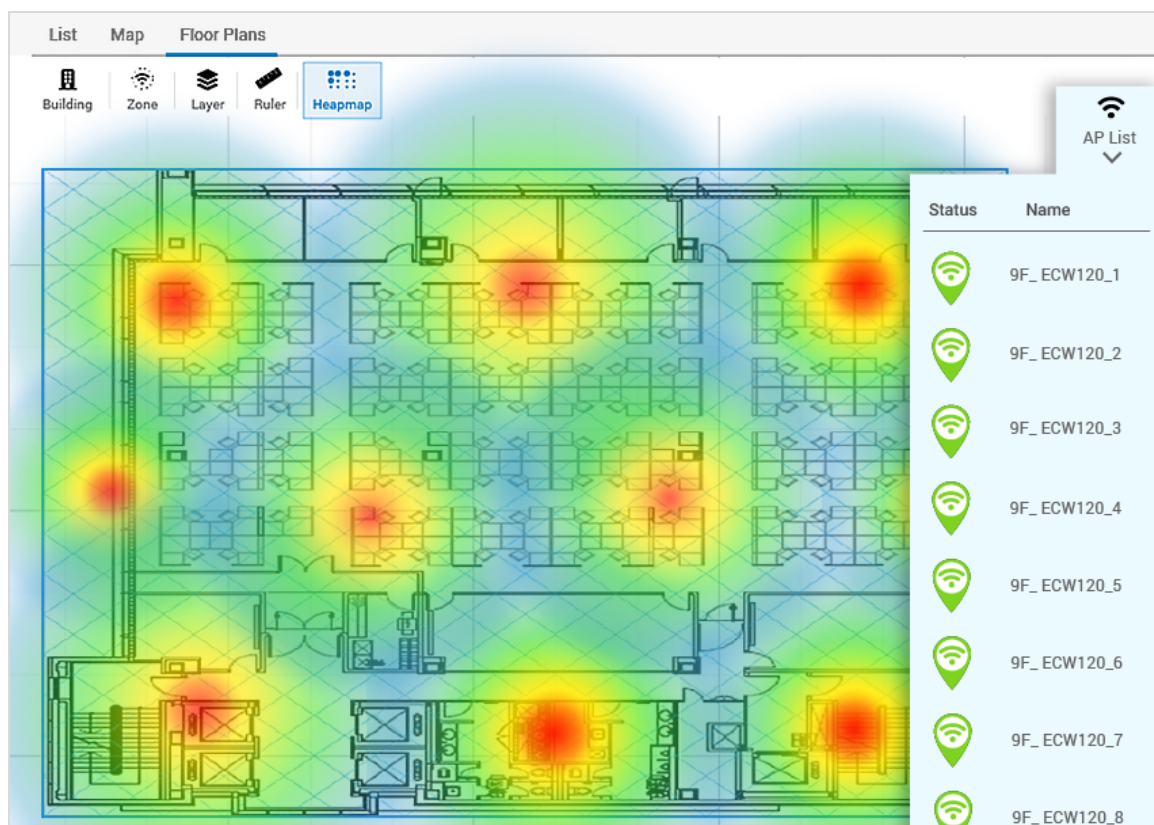 List Map Floor Plans
Building Zone Layer Ruler Heapmap
AP List
Status Name
9F_ ECW120_1
9F_ ECW120_2
9F_ ECW120_3
9F_ ECW120_4
9F_ ECW120_5
9F_ ECW120_6
9F_ ECW120_7
9F_ ECW120_8